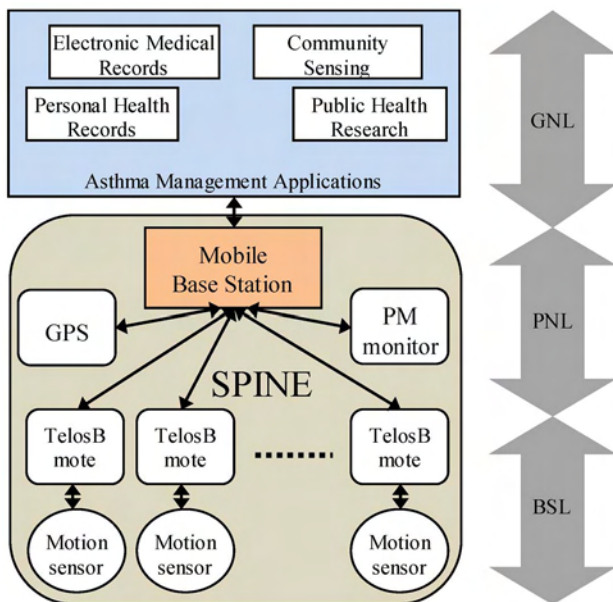 Electronic Medical
Records
Community
Sensing
Personal Health
Records
Public Health
Research
Asthma Management Applications
GNL
Mobile
Base Station
GPS
PM
monitor
PNL
SPINE
TelosB
mote
TelosB
mote
TelosB
mote
BSL
Motion
sensor
Motion
sensor
Motion
sensor